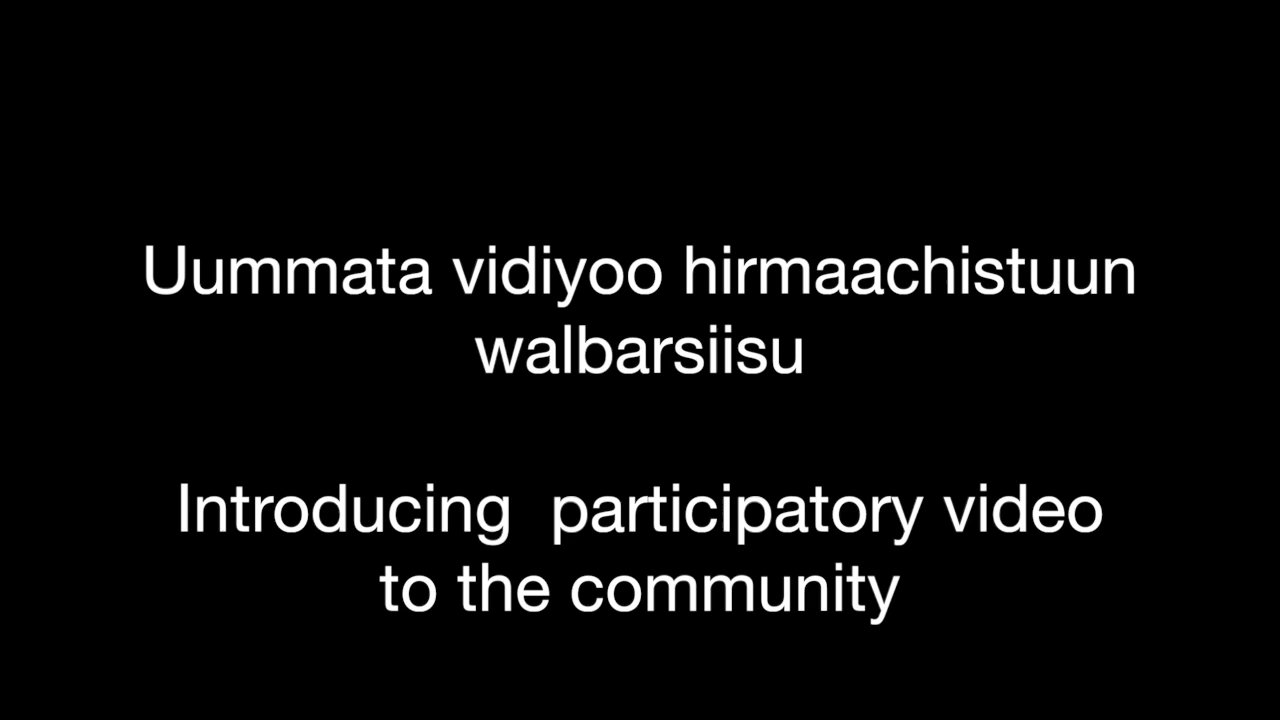 Uummata vidiyoo hirmaachistuun
walbarsiisu
Introducing  participatory video
to the community